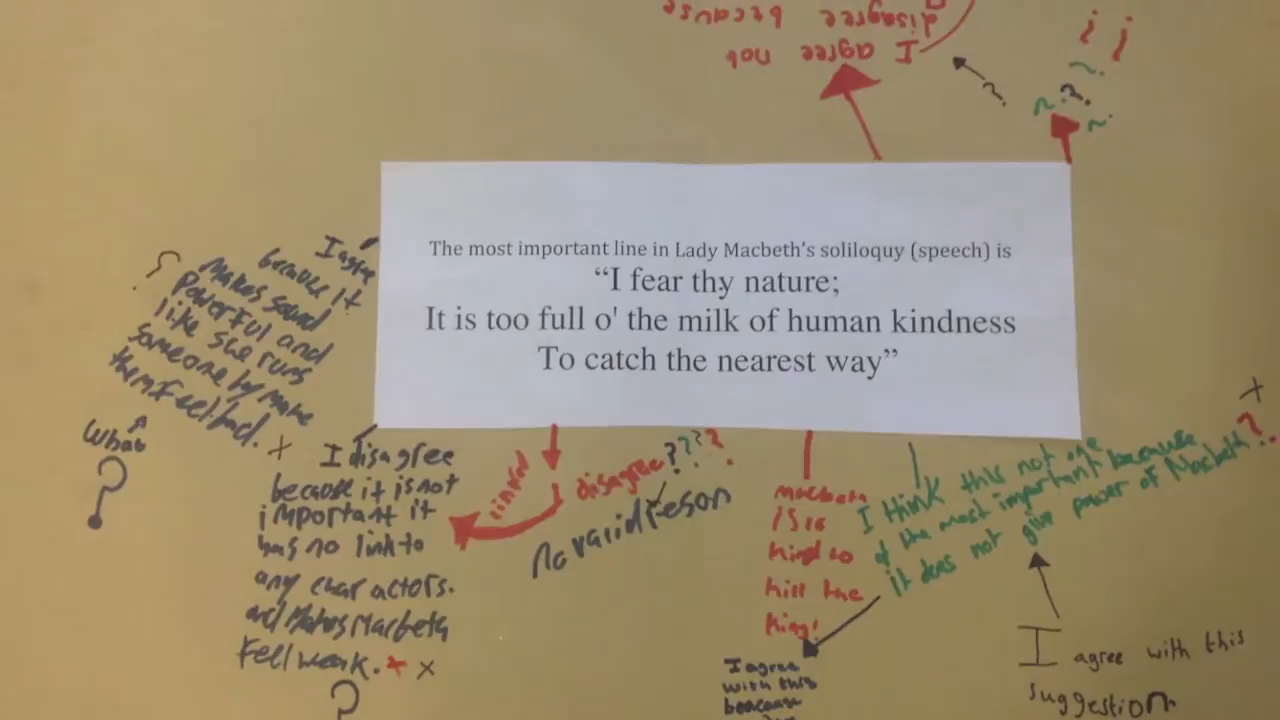 I agree not
disagree because
? ?
?
The most important line in Lady Macbeth's soliloquy (speech) is
"I fear thy nature;
It is too full o' the milk of human kindness
To catch the nearest way"
I agree
because it
Makes sound
Powerful and
like she runs
someone by make
them Feel bad.
?
What
?
I disagree
because it is not
important it
has no link to
any charactors.
and Makes Macbeth
Fell weak.
?
linked
disagree????
no varid reson
macbeth
is is
kind to
kill the
king!
I think this not one
of the most important because
it does not give power of Macbeth?
I agree
with this
beacause
I agree with this
suggestion